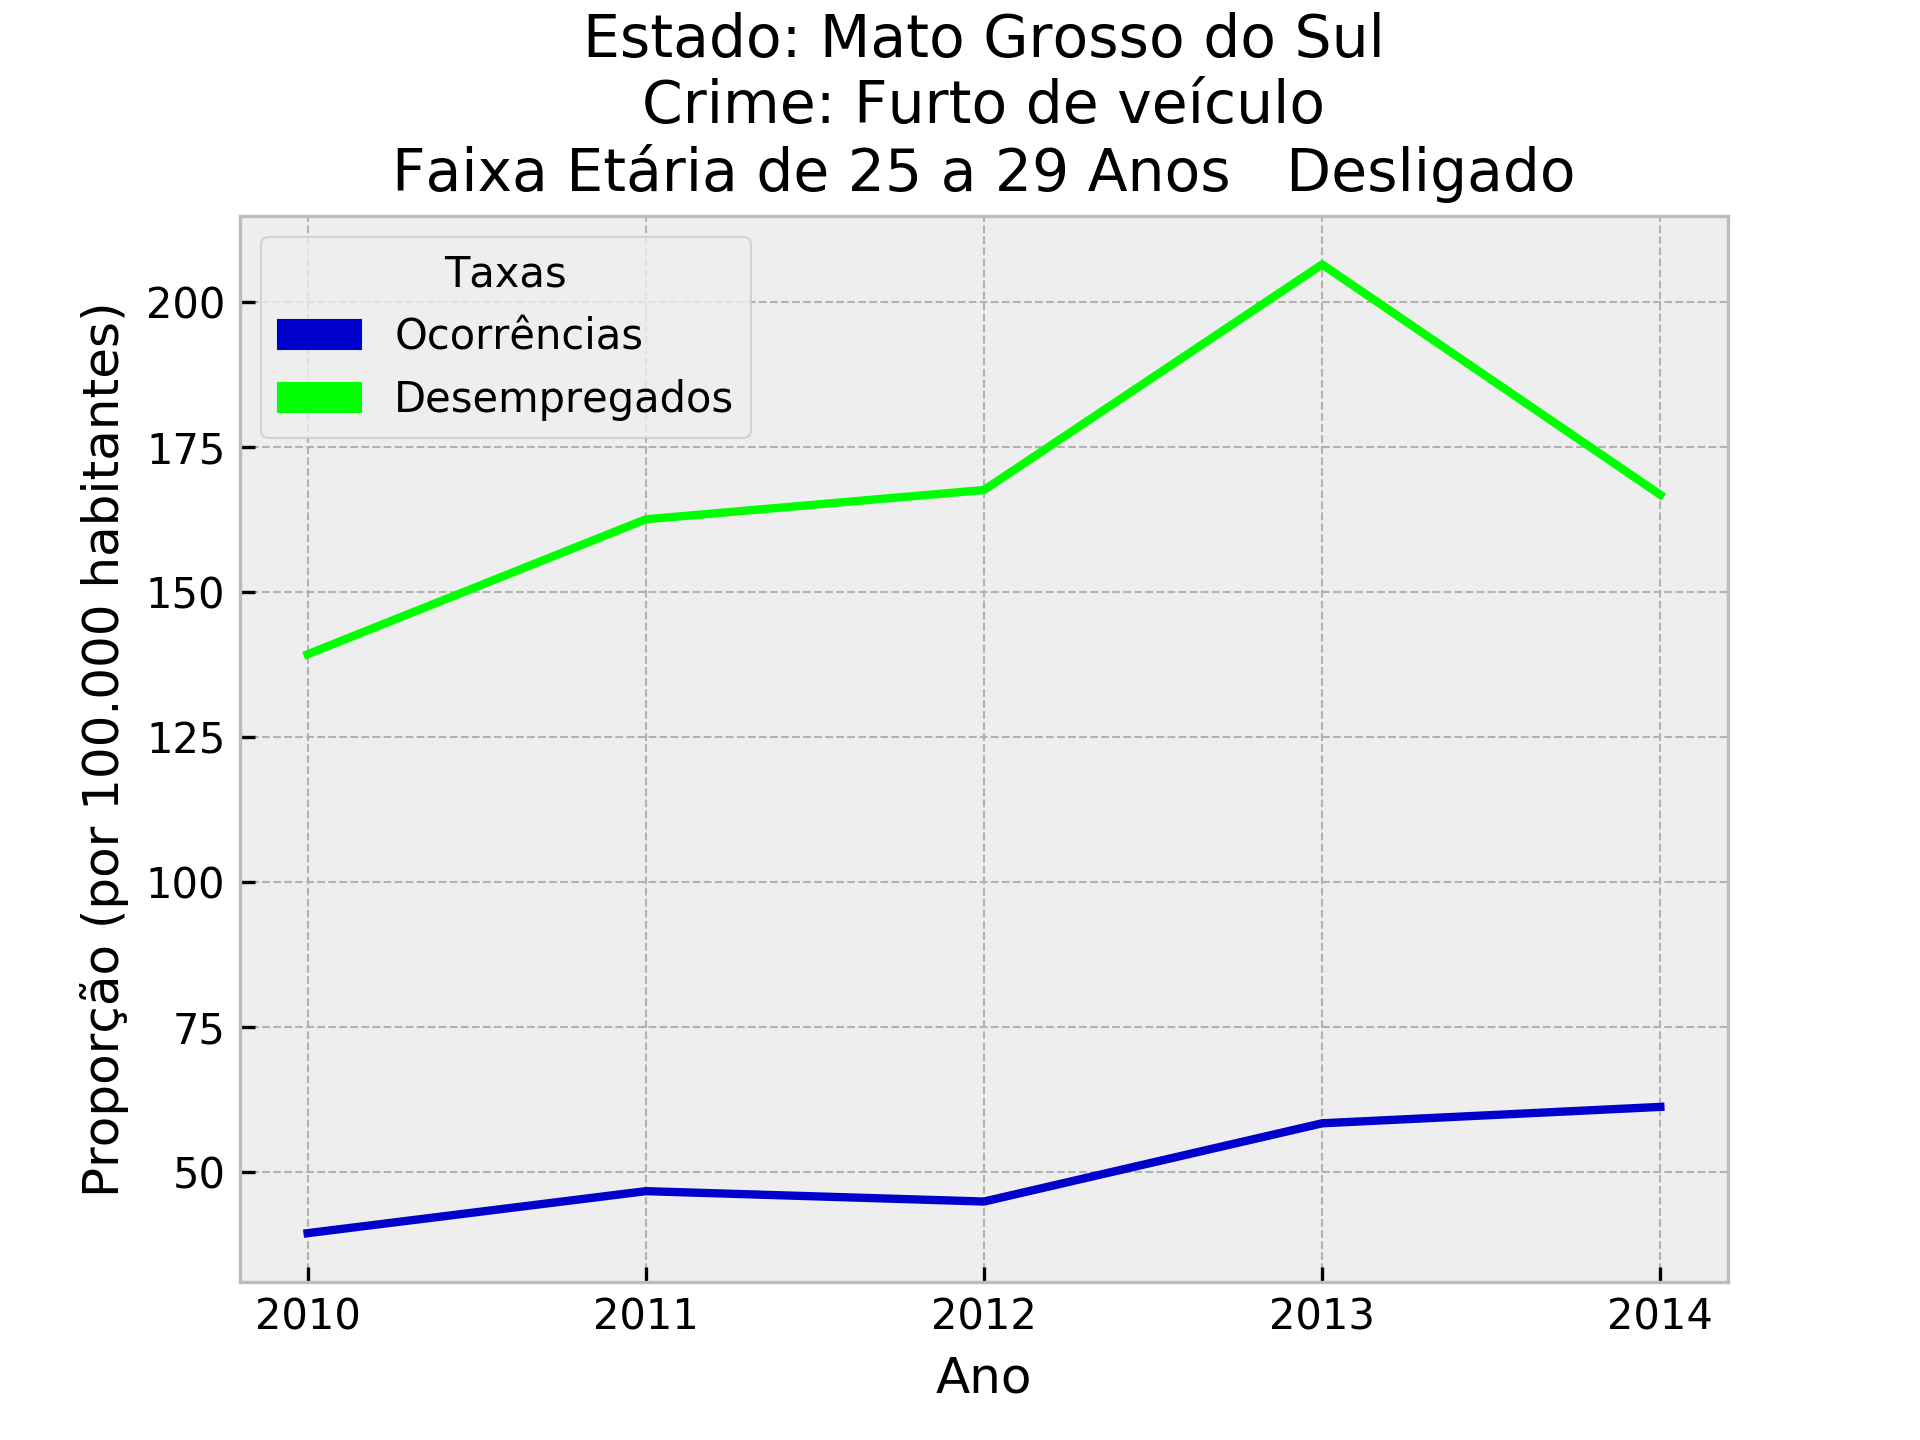 Estado: Mato Grosso do Sul
Crime: Furto de veículo
Faixa Etária de 25 a 29 Anos   Desligado
Taxas
Ocorrências
Desempregados
Proporção (por 100.000 habitantes)
200
175
150
125
100
75
50
2010 2011 2012 2013 2014
Ano